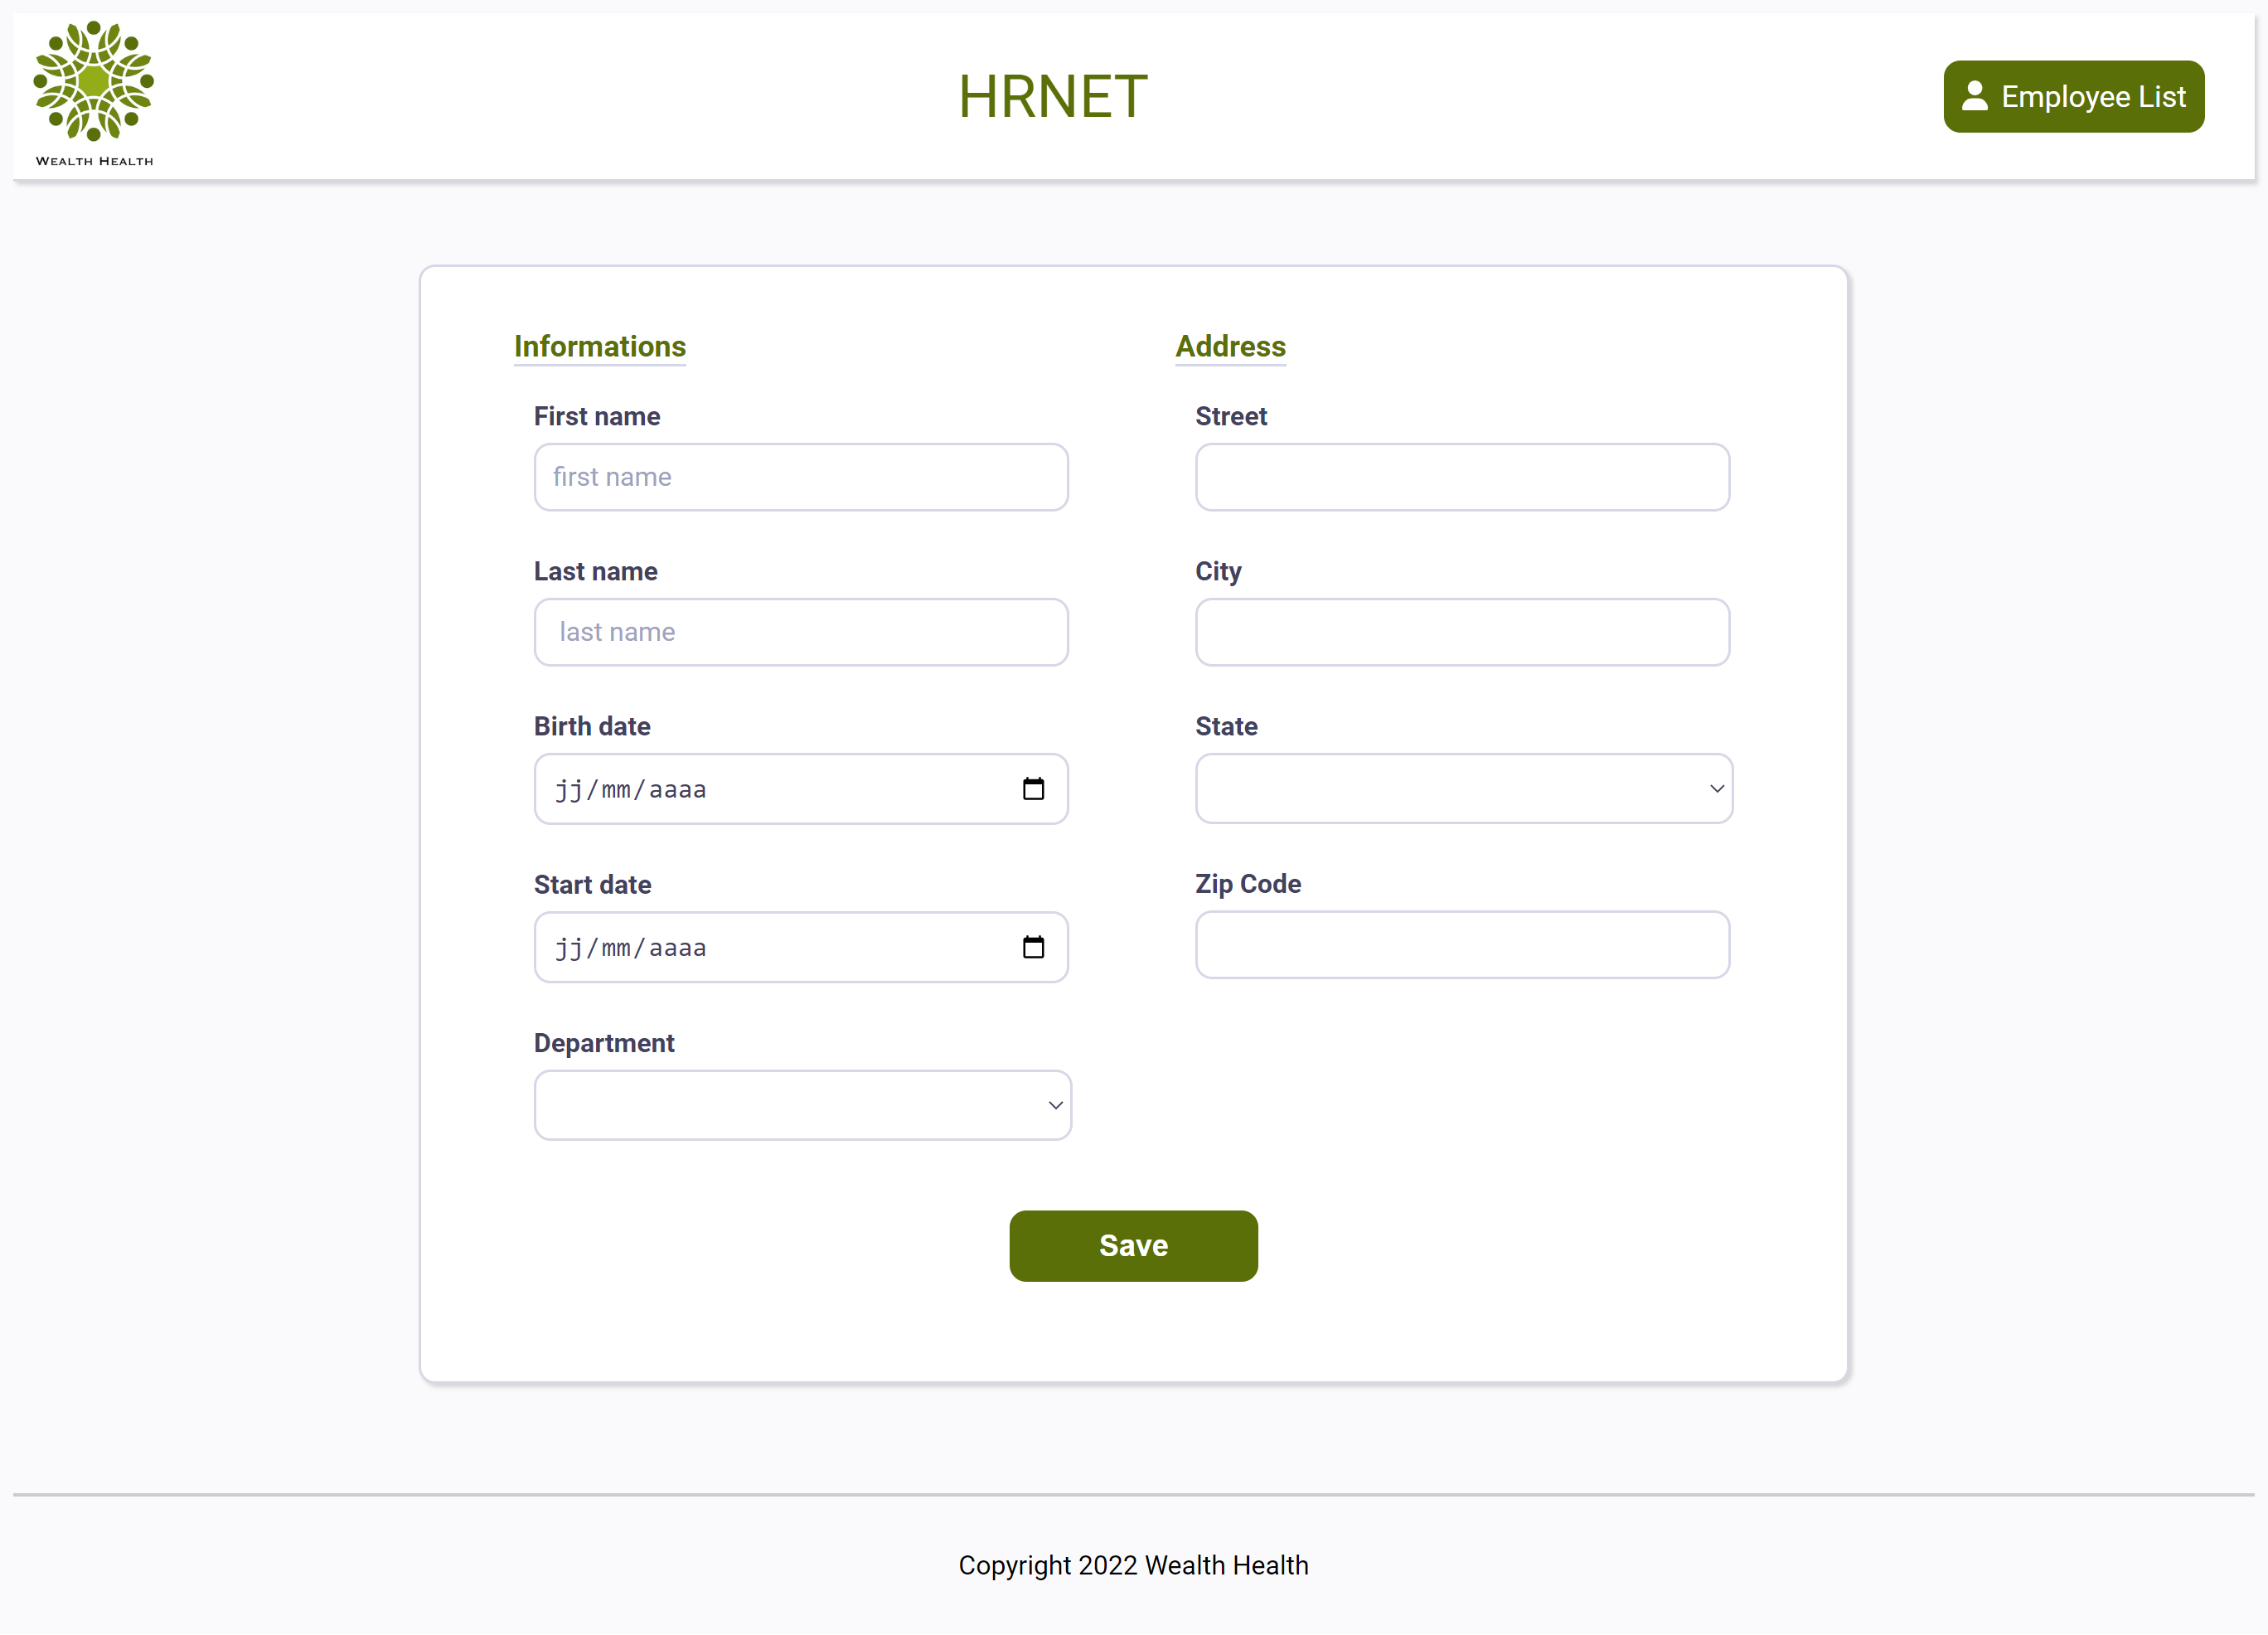 WEALTH HEALTH
HRNET
Employee List
Informations
First name
first name
Last name
last name
Birth date
jj/mm/aaaa
Start date
jj/mm/aaaa
Department
Address
Street
City
State
Zip Code
Save
Copyright 2022 Wealth Health